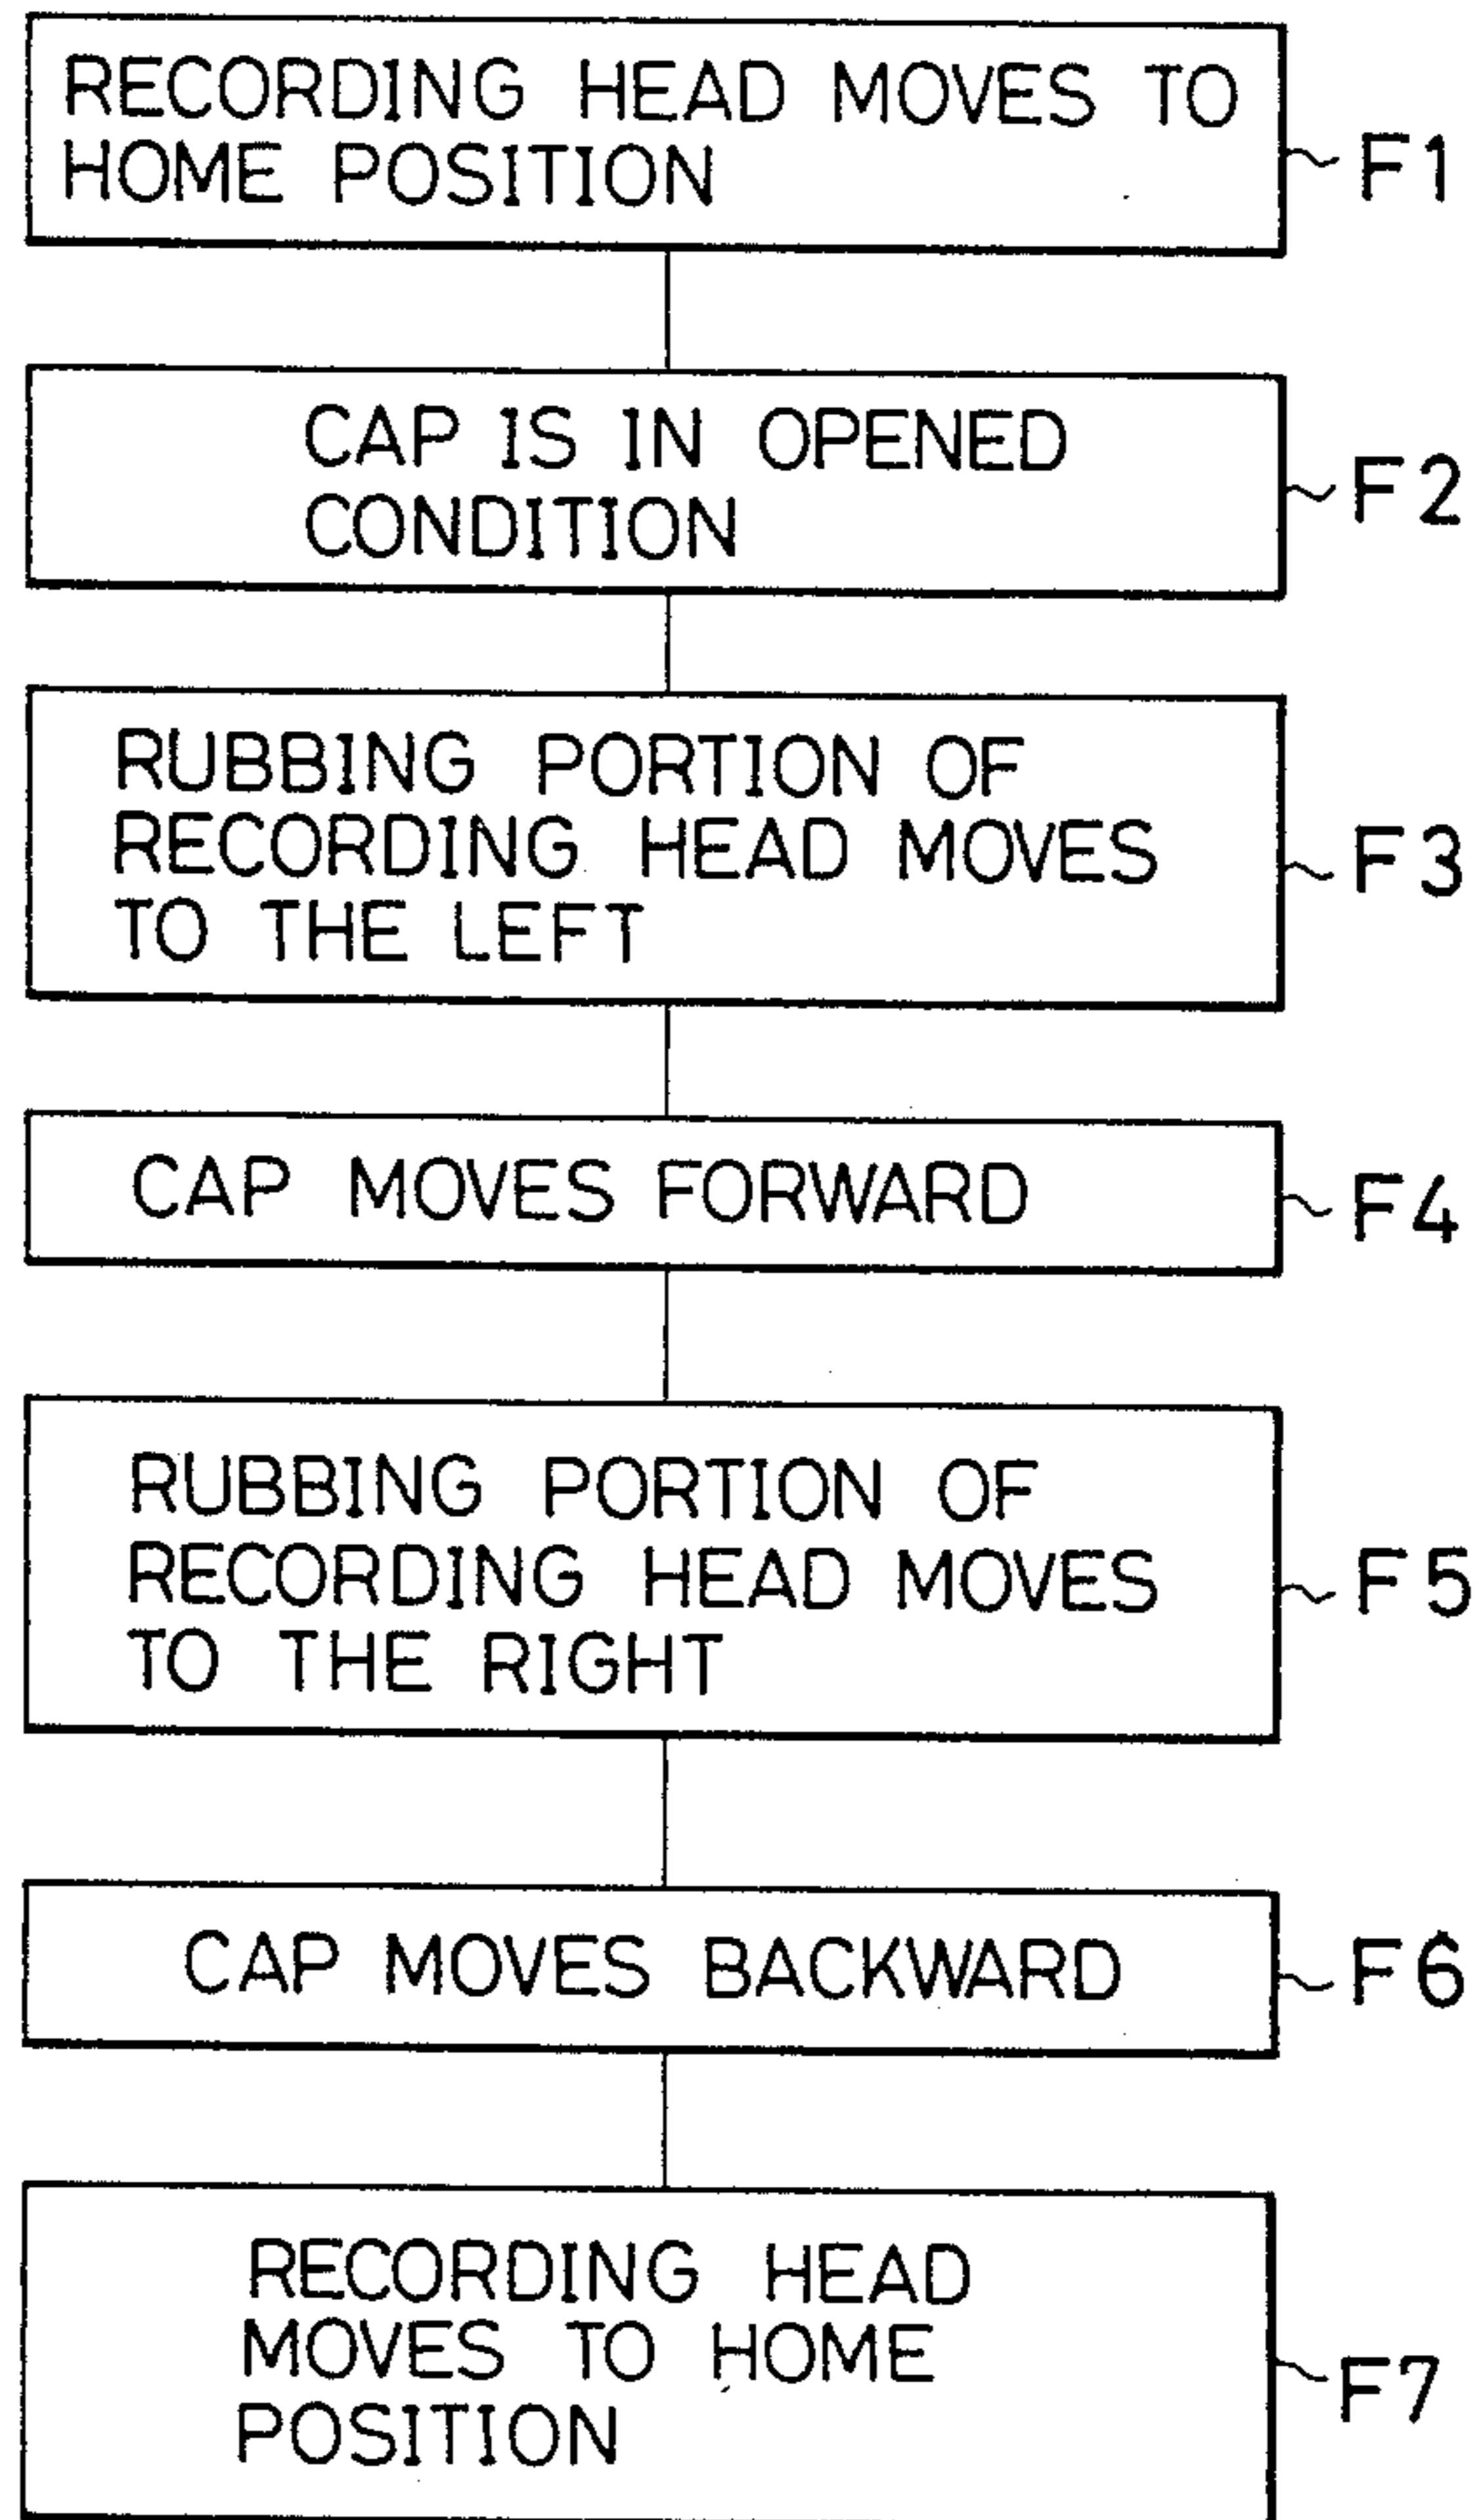 RECORDING HEAD MOVES TO
HOME POSITION
F1
CAP IS IN OPENED
CONDITION
F2
RUBBING PORTION OF
RECORDING HEAD MOVES
TO THE LEFT
F3
CAP MOVES FORWARD
F4
RUBBING PORTION OF
RECORDING HEAD MOVES
TO THE RIGHT
F5
CAP MOVES BACKWARD
F6
RECORDING HEAD
MOVES TO HOME
POSITION
F7